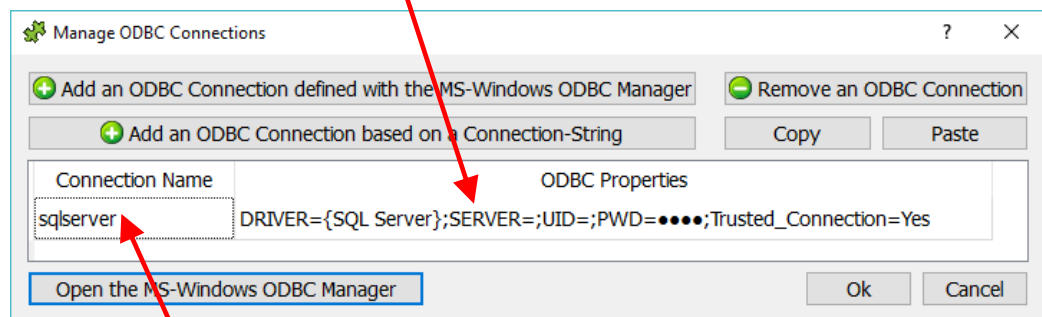 Manage ODBC Connections ?
Add an ODBC Connection defined with the MS-Windows ODBC Manager Remove an ODBC Connection
Add an ODBC Connection based on a Connection-String Copy Paste
Connection Name ODBC Properties
sqlserver DRIVER={SQL Server};SERVER=;UID=;PWD=●●●●;Trusted_Connection=Yes
Open the MS-Windows ODBC Manager Ok Cancel